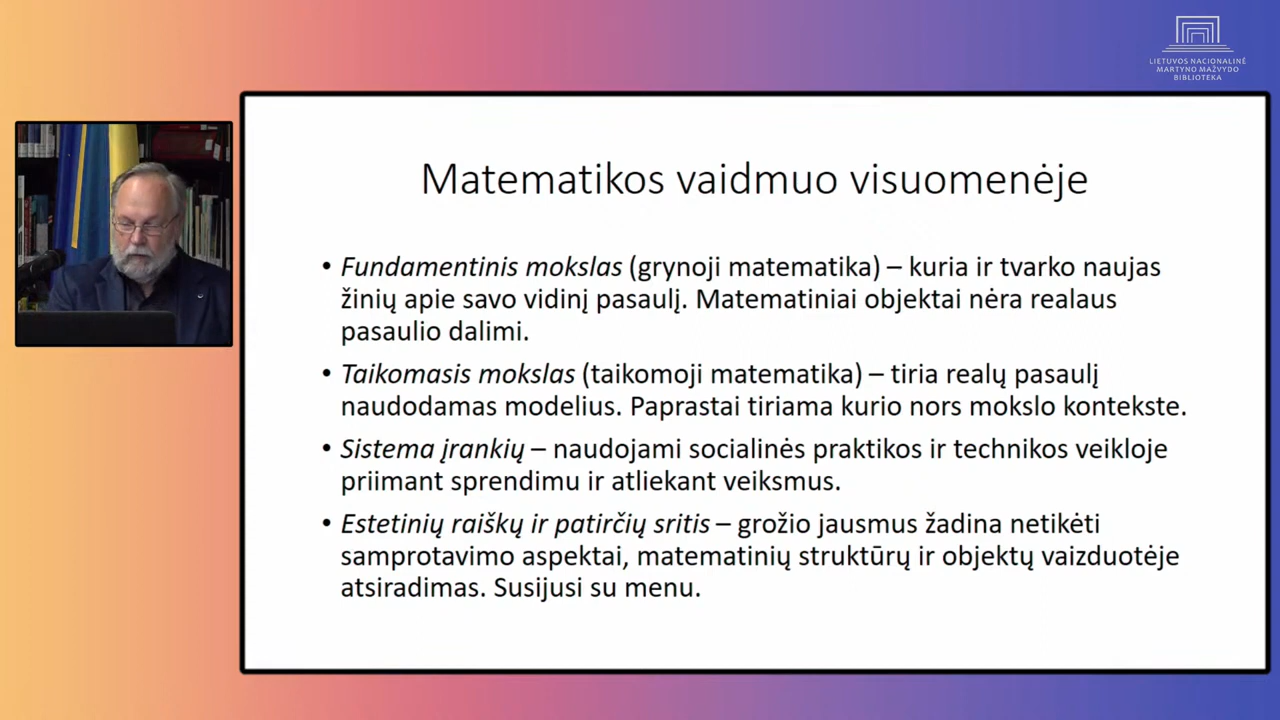 LIETUVOS NACIONALINĖ
MARTYNO MAŽVYDO
BIBLIOTEKA
Matematikos vaidmuo visuomenėje
• Fundamentinis mokslas (grynoji matematika) – kuria ir tvarko naujas
žinių apie savo vidinį pasaulį. Matematiniai objektai nėra realaus
pasaulio dalimi.
• Taikomasis mokslas (taikomoji matematika) – tiria realų pasaulį
naudodamas modelius. Paprastai tiriama kurio nors mokslo kontekste.
• Sistema įrankių – naudojami socialinės praktikos ir technikos veikloje
priimant sprendimu ir atliekant veiksmus.
• Estetinių raiškų ir patirčių sritis – grožio jausmus žadina netikėti
samprotavimo aspektai, matematinių struktūrų ir objektų vaizduotėje
atsiradimas. Susijusi su menu.